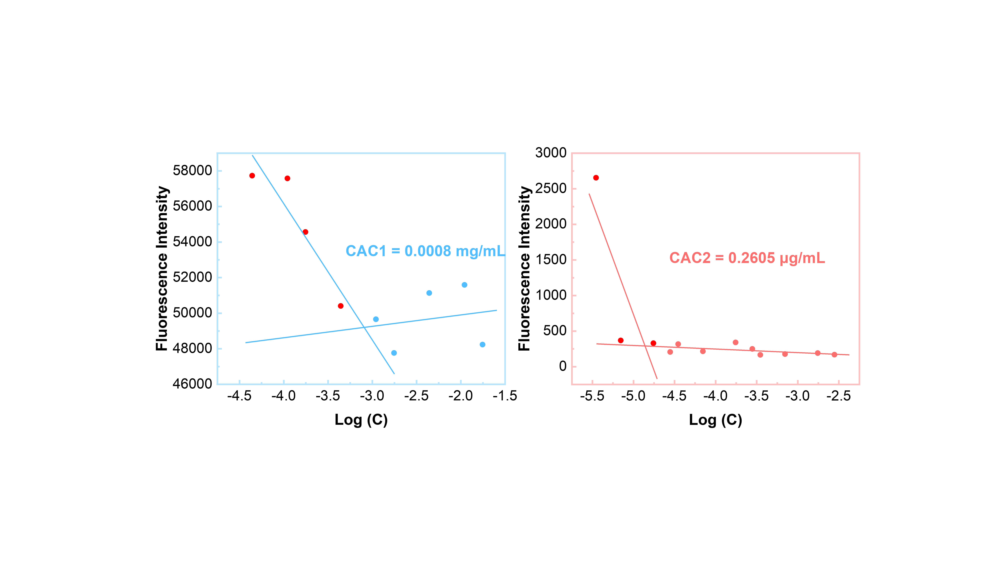 Fluorescence Intensity
58000
56000
54000
52000
50000
48000
46000
CAC1 = 0.0008 mg/mL
-4.5 -4.0 -3.5 -3.0 -2.5 -2.0 -1.5
Log (C)
Fluorescence Intensity
3000
2500
2000
1500
1000
500
0
CAC2 = 0.2605 μg/mL
-5.5 -5.0 -4.5 -4.0 -3.5 -3.0 -2.5
Log (C)